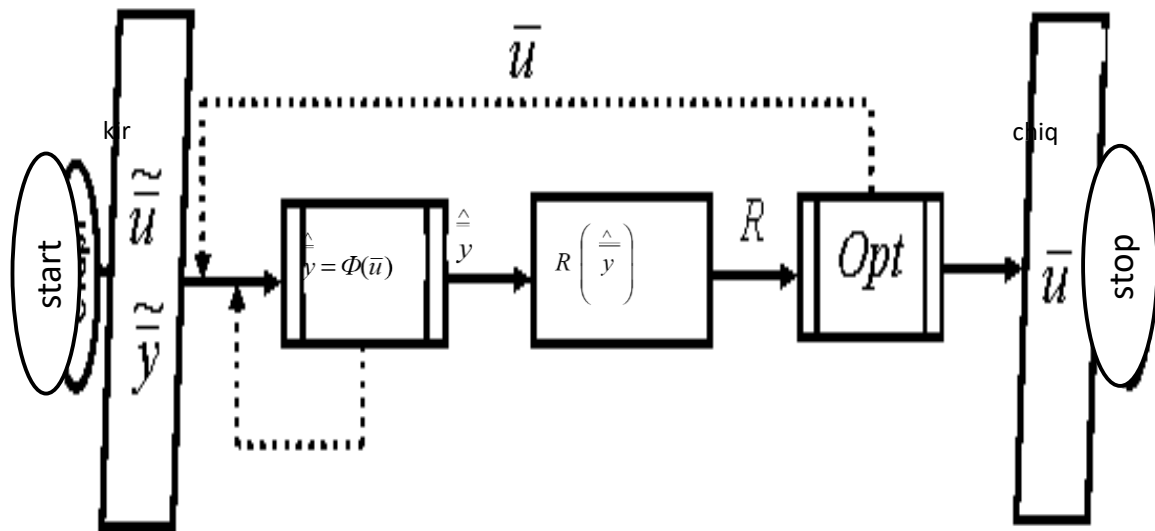 u̅
kir
chiq
start
ũ̿
ỹ̿
ŷ̿ = Φ(u̅)
ŷ̿
R(ŷ̿)
R
Opt
u̅
stop